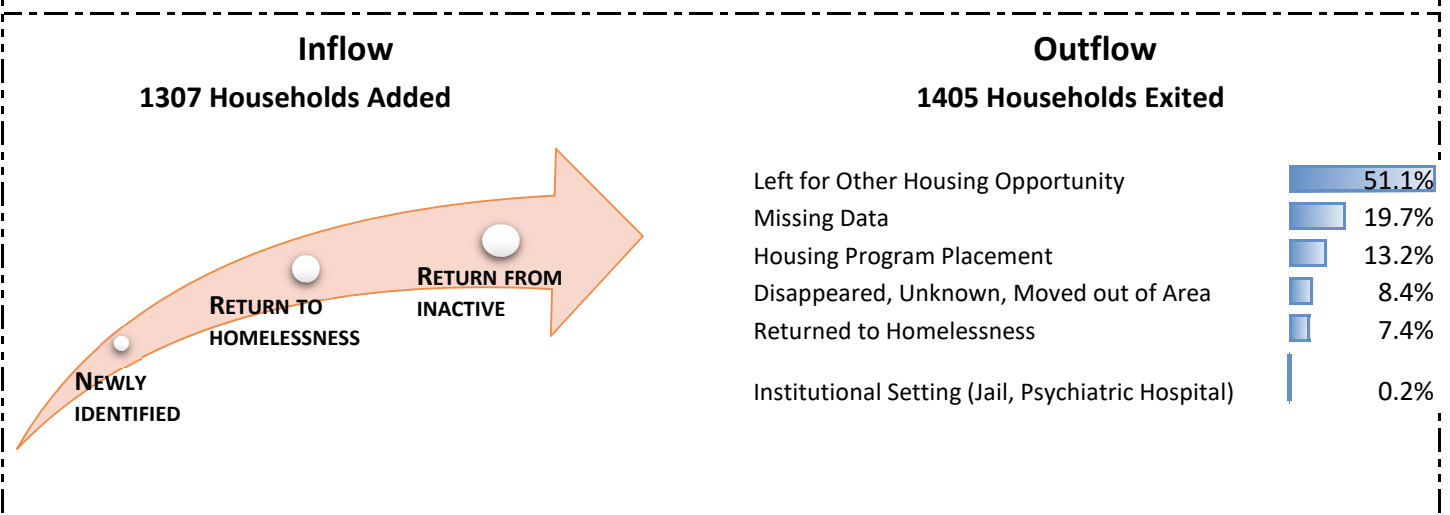 Inflow
1307 Households Added
NEWLY
IDENTIFIED
RETURN TO
HOMELESSNESS
RETURN FROM
INACTIVE
Outflow
1405 Households Exited
Left for Other Housing Opportunity 51.1%
Missing Data 19.7%
Housing Program Placement 13.2%
Disappeared, Unknown, Moved out of Area 8.4%
Returned to Homelessness 7.4%
Institutional Setting (Jail, Psychiatric Hospital) 0.2%